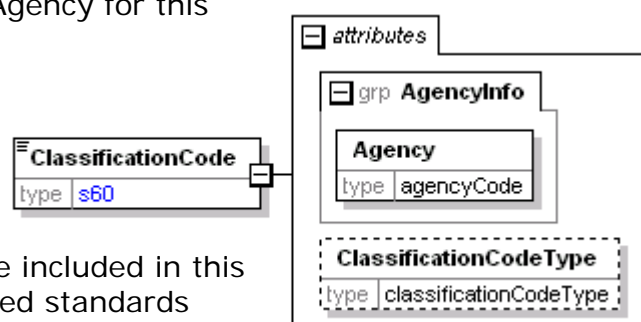 Agency for this
attributes
grp AgencyInfo
Agency
type agencyCode
ClassificationCode
type s60
e included in this
ed standards
ClassificationCodeType
type classificationCodeType